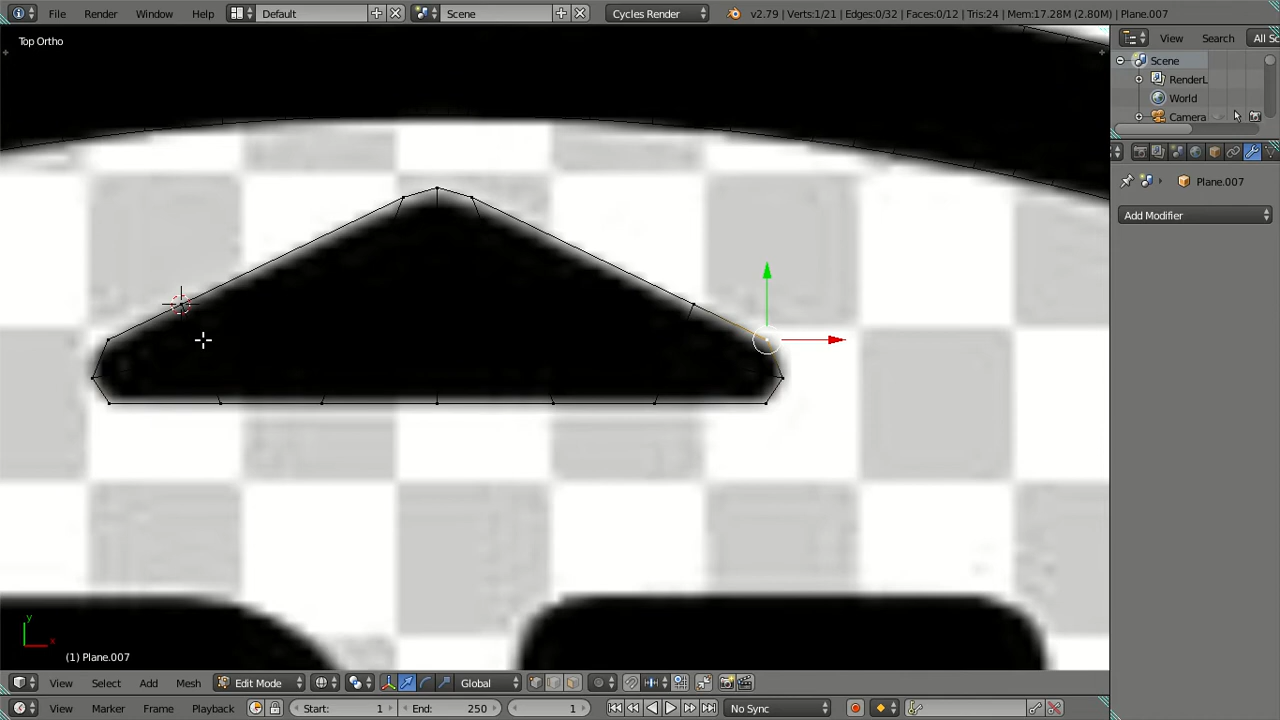 File Render Window Help Default Scene Cycles Render v2.79 | Verts:1/21 | Edges:0/32 | Faces:0/12 | Tris:24 | Mem:17.28M (2.80M) | Plane.007
Top Ortho
View Search All Sc
Scene
RenderL
World
Camera
Plane.007
Add Modifier
y
x
(1) Plane.007
View Select Add Mesh Edit Mode Global
View Marker Frame Playback Start: 1 End: 250 1 No Sync